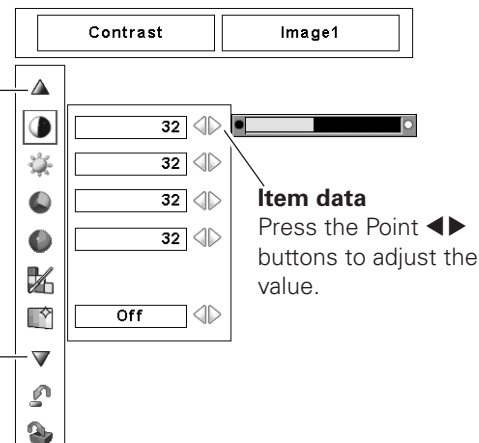 Contrast Image1
32
32
32
32
Off
Item data
Press the Point ◀▶
buttons to adjust the
value.